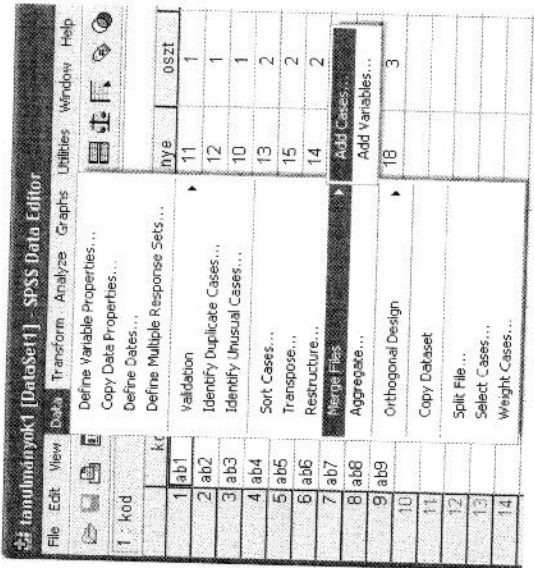 tanulmányok1 [DataSet1] - SPSS Data Editor
File Edit View Data Transform Analyze Graphs Utilities Window Help
1 : kod
nye oszt
1 ab1 11 1
2 ab2 12 1
3 ab3 10 1
4 ab4 13 2
5 ab5 15 2
6 ab6 14 2
7 ab7
8 ab8
9 ab9 18 3
10
11
12
13
14
Define Variable Properties...
Copy Data Properties...
Define Dates...
Define Multiple Response Sets...
Validation
Identify Duplicate Cases...
Identify Unusual Cases...
Sort Cases...
Transpose...
Restructure...
Merge Files
Aggregate...
Orthogonal Design
Copy Dataset
Split File...
Select Cases...
Weight Cases...
Add Cases...
Add Variables...